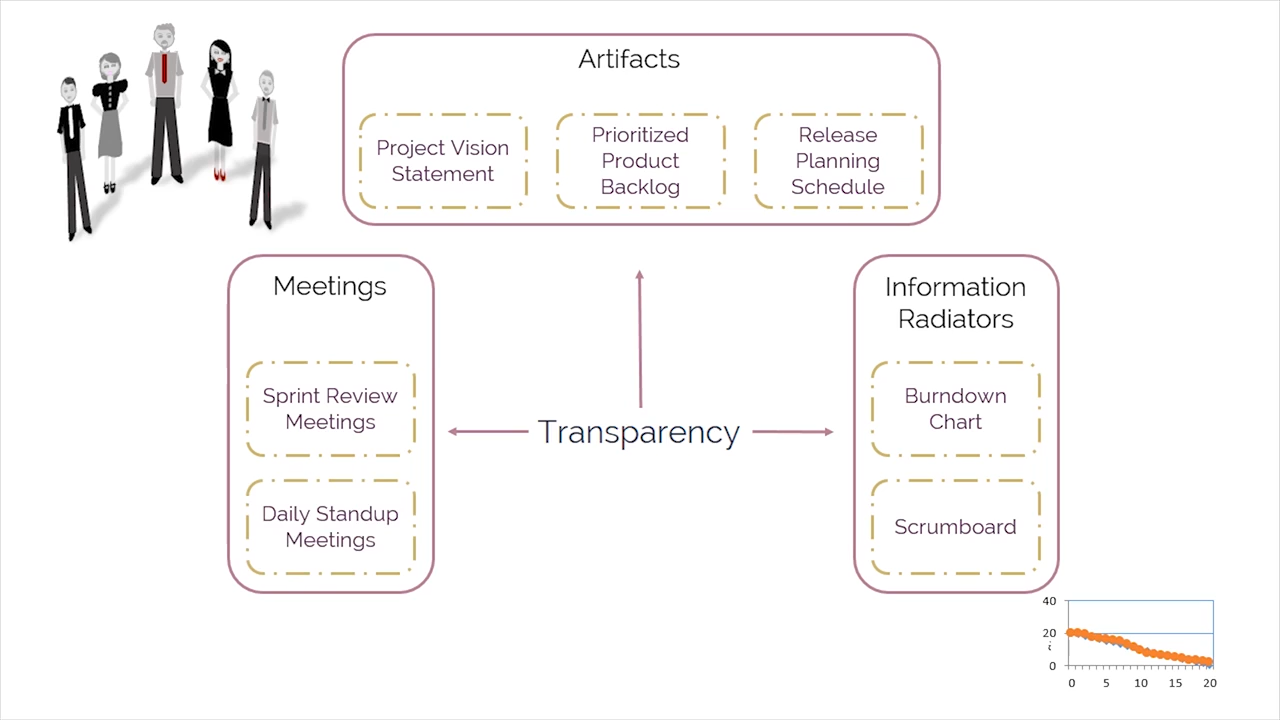 Artifacts
Project Vision
Statement
Prioritized
Product
Backlog
Release
Planning
Schedule
Meetings
Sprint Review
Meetings
Daily Standup
Meetings
Transparency
Information
Radiators
Burndown
Chart
Scrumboard
40
20
0
0 5 10 15 20